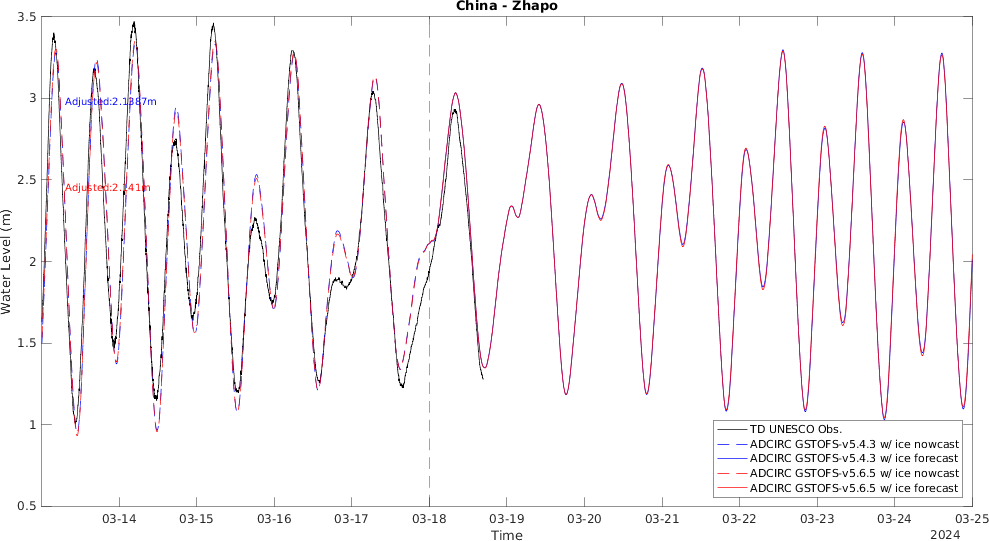 China - Zhapo
3.5
3
2.5
2
1.5
1
0.5
Water Level (m)
Adjusted:2.1387m
Adjusted:2.141m
TD UNESCO Obs.
ADCIRC GSTOFS-v5.4.3 w/ ice nowcast
ADCIRC GSTOFS-v5.4.3 w/ ice forecast
ADCIRC GSTOFS-v5.6.5 w/ ice nowcast
ADCIRC GSTOFS-v5.6.5 w/ ice forecast
03-14 03-15 03-16 03-17 03-18 03-19 03-20 03-21 03-22 03-23 03-24 03-25
Time
2024